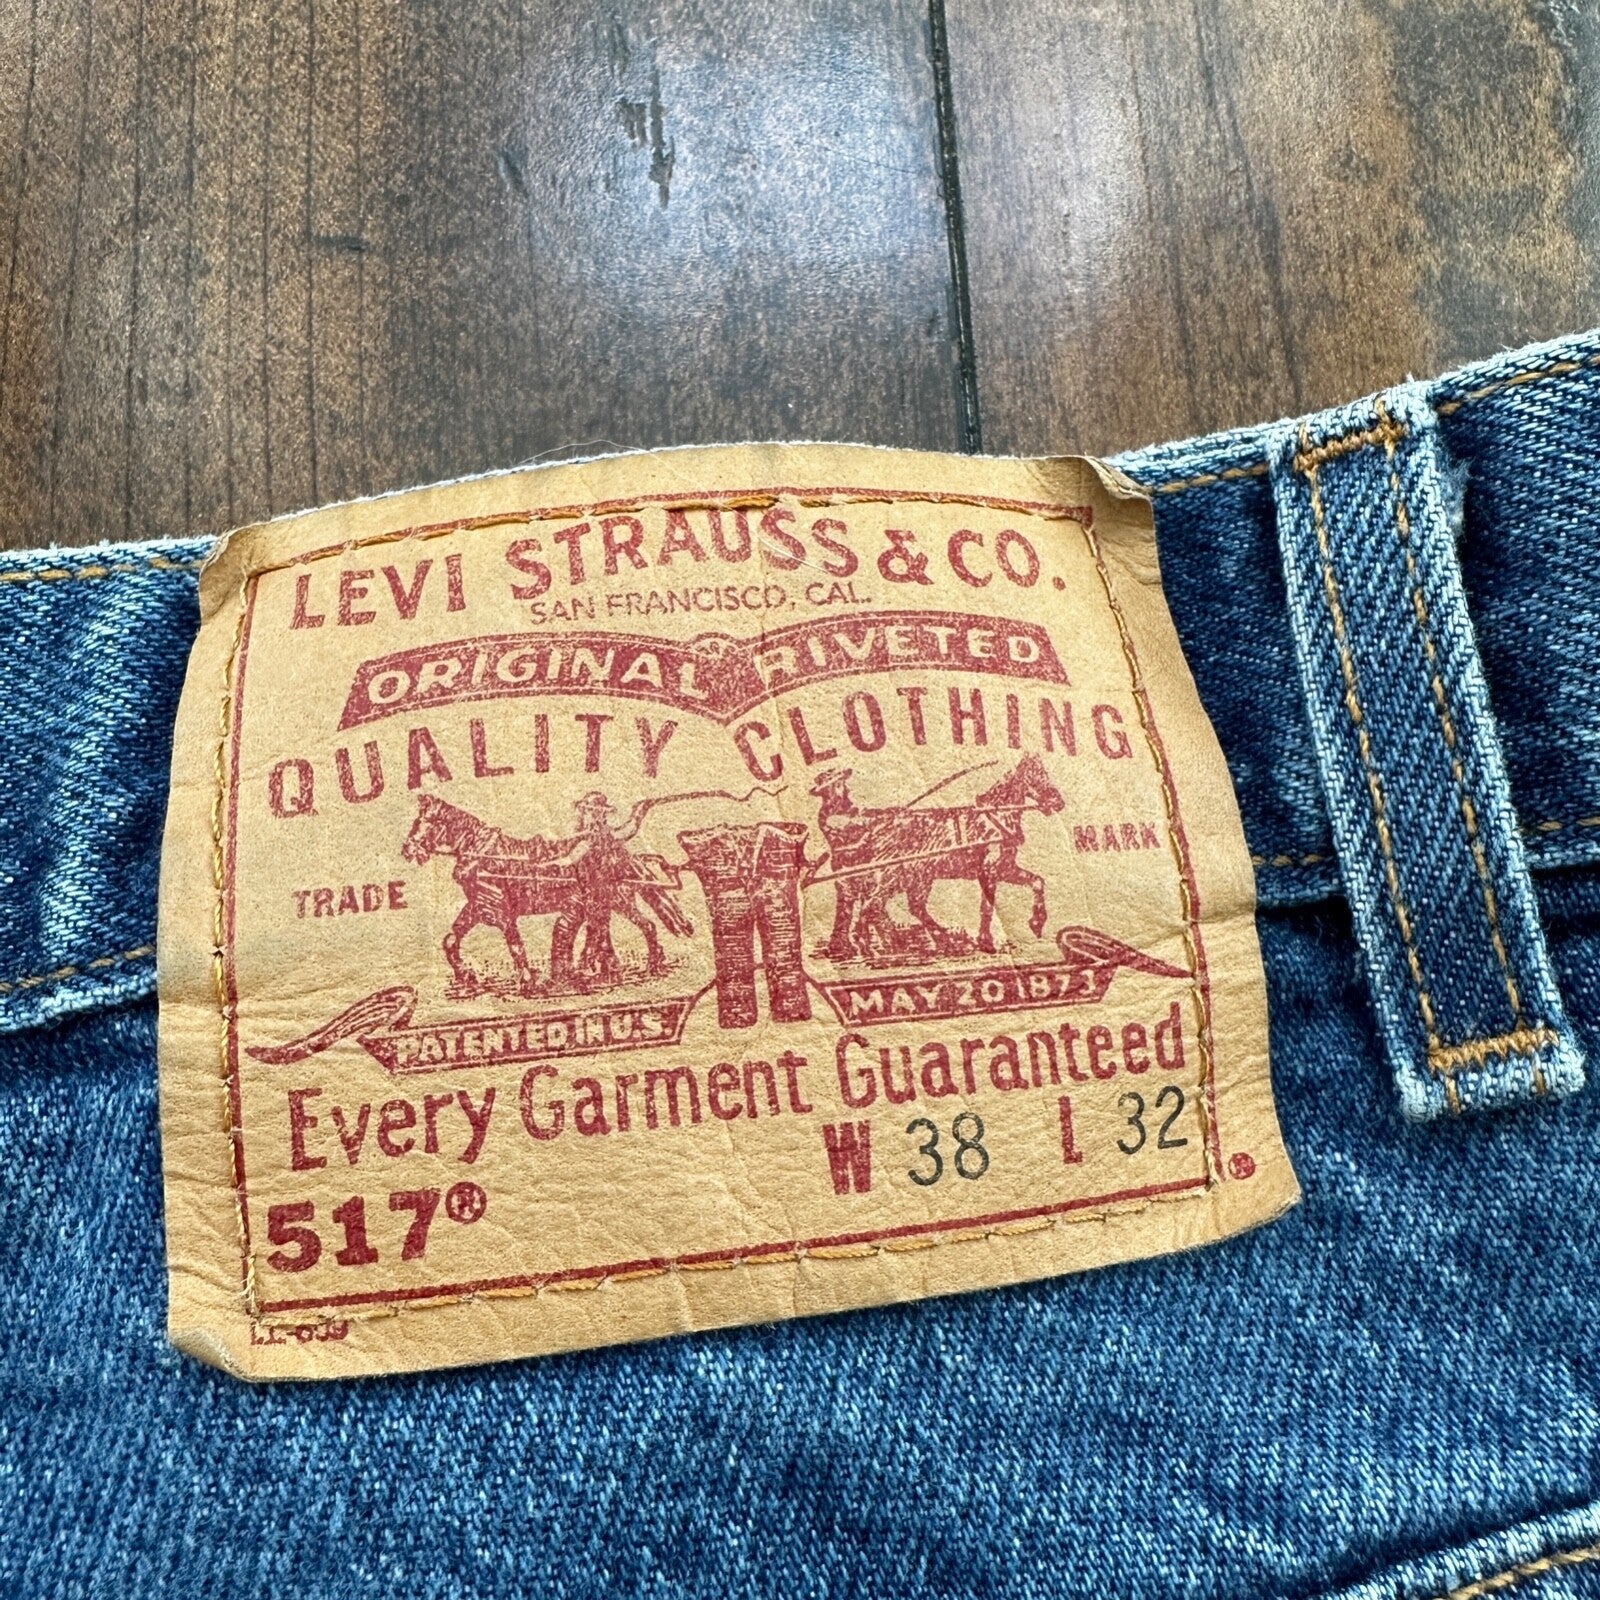 LEVI STRAUSS & CO.
SAN FRANCISCO, CAL.
ORIGINAL RIVETED
QUALITY CLOTHING
TRADE MARK
PATENTED IN U.S. MAY 20 1873
Every Garment Guaranteed
W 38 L 32
517®
®